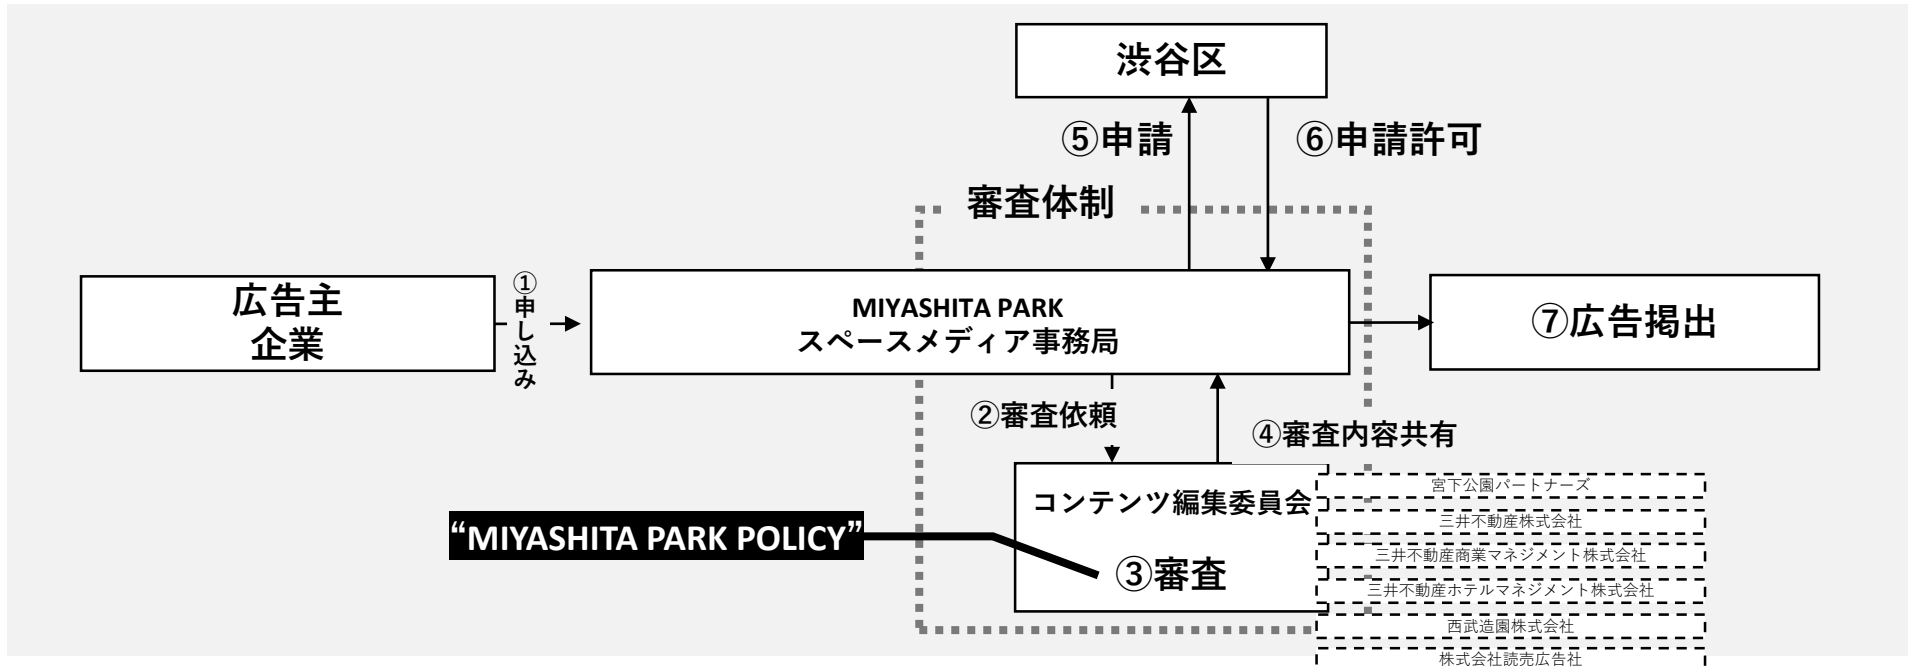 渋谷区
⑤申請
⑥申請許可
審査体制
広告主
企業
①申し込み
MIYASHITA PARK
スペースメディア事務局
⑦広告掲出
②審査依頼
④審査内容共有
コンテンツ編集委員会
“MIYASHITA PARK POLICY”
③審査
宮下公園パートナーズ
三井不動産株式会社
三井不動産商業マネジメント株式会社
三井不動産ホテルマネジメント株式会社
西武造園株式会社
株式会社読売広告社